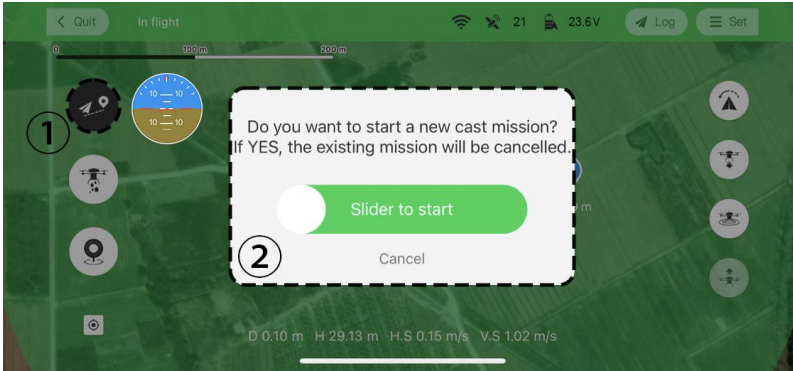 Quit
In flight
21
23.6V
Log
Set
0
100 m
200 m
10 10
10 10
1
Do you want to start a new cast mission?
If YES, the existing mission will be cancelled.
m
Slider to start
2
Cancel
D 0.10 m H 29.13 m H.S 0.15 m/s V.S 1.02 m/s